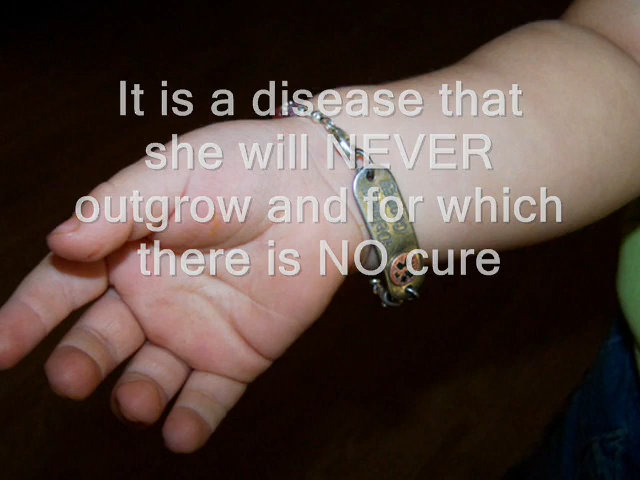 It is a disease that
she will NEVER
outgrow and for which
there is NO cure